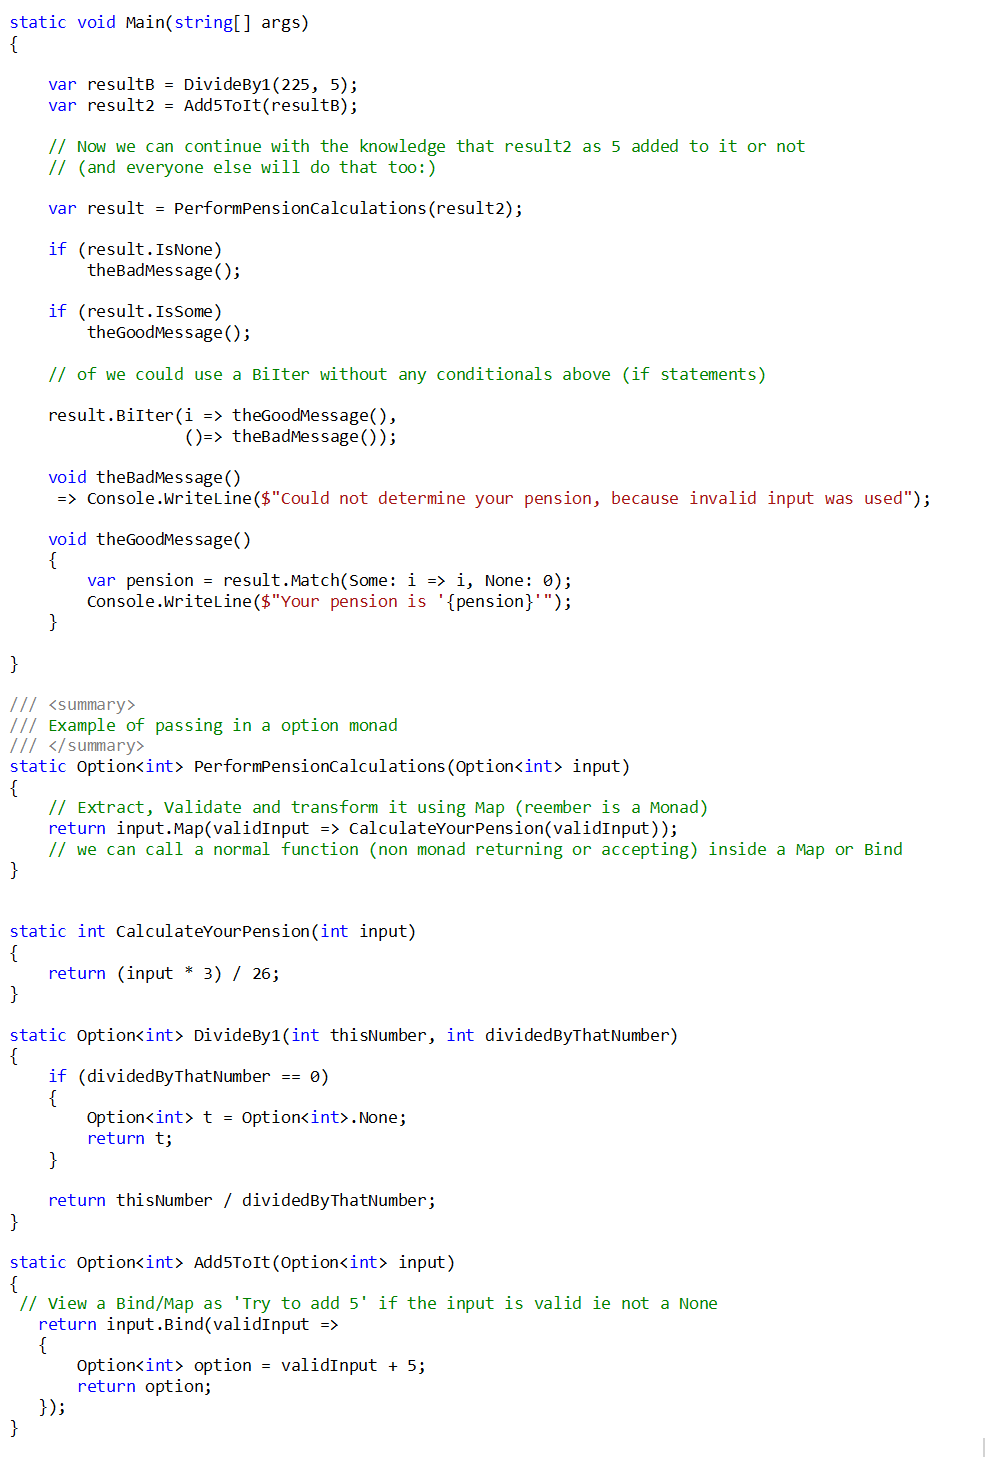 static void Main(string[] args)
{
    var resultB = DivideBy1(225, 5);
    var result2 = Add5ToIt(resultB);
    // Now we can continue with the knowledge that result2 as 5 added to it or not
    // (and everyone else will do that too:)
    var result = PerformPensionCalculations(result2);
    if (result.IsNone)
        theBadMessage();
    if (result.IsSome)
        theGoodMessage();
    // of we could use a BiIter without any conditionals above (if statements)
    result.BiIter(i => theGoodMessage(),
                  ()=> theBadMessage());
    void theBadMessage()
     => Console.WriteLine($"Could not determine your pension, because invalid input was used");
    void theGoodMessage()
    {
        var pension = result.Match(Some: i => i, None: 0);
        Console.WriteLine($"Your pension is '{pension}'");
    }
}
/// <summary>
/// Example of passing in a option monad
/// </summary>
static Option<int> PerformPensionCalculations(Option<int> input)
{
    // Extract, Validate and transform it using Map (reember is a Monad)
    return input.Map(validInput => CalculateYourPension(validInput));
    // we can call a normal function (non monad returning or accepting) inside a Map or Bind
}
static int CalculateYourPension(int input)
{
    return (input * 3) / 26;
}
static Option<int> DivideBy1(int thisNumber, int dividedByThatNumber)
{
    if (dividedByThatNumber == 0)
    {
        Option<int> t = Option<int>.None;
        return t;
    }
    return thisNumber / dividedByThatNumber;
}
static Option<int> Add5ToIt(Option<int> input)
{
 // View a Bind/Map as 'Try to add 5' if the input is valid ie not a None
   return input.Bind(validInput =>
   {
       Option<int> option = validInput + 5;
       return option;
   });
}